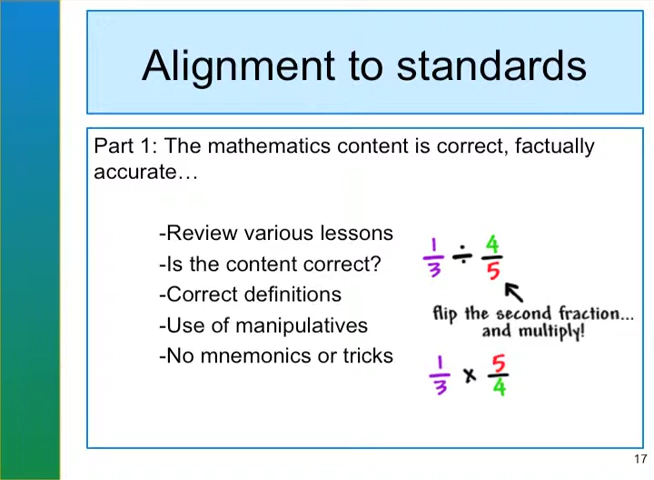 Alignment to standards
Part 1: The mathematics content is correct, factually
accurate…
-Review various lessons
-Is the content correct?
-Correct definitions
-Use of manipulatives
-No mnemonics or tricks
1/3 ÷ 4/5
flip the second fraction...
and multiply!
1/3 x 5/4
17